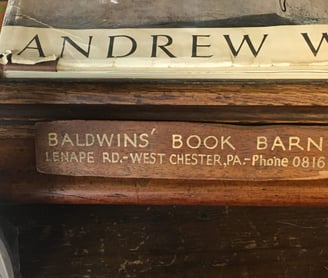 ANDREW W
BALDWINS' BOOK BARN
LENAPE RD.-WEST CHESTER, PA.-Phone 0816